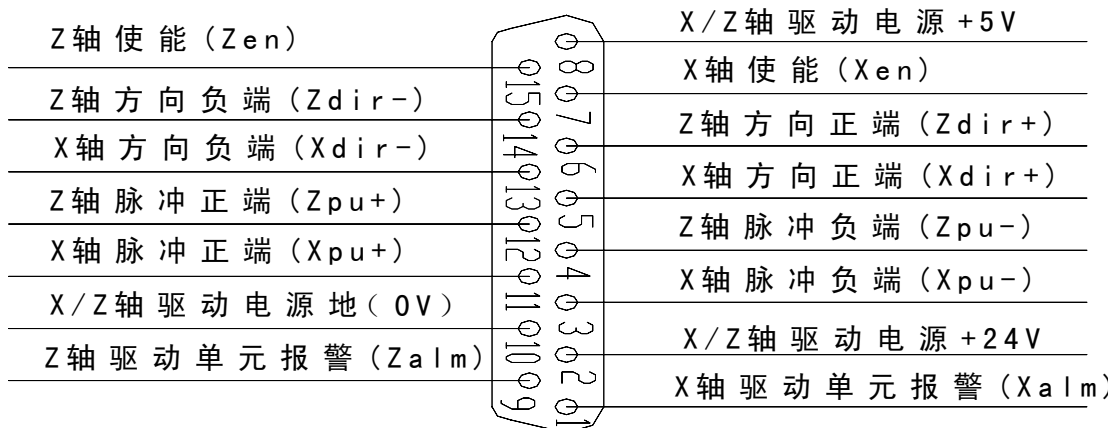 Z轴使能(Zen)
Z轴方向负端(Zdir-)
X轴方向负端(Xdir-)
Z轴脉冲正端(Zpu+)
X轴脉冲正端(Xpu+)
X/Z轴驱动电源地(0V)
Z轴驱动单元报警(Zalm)
15
14
13
12
11
10
9
8
7
6
5
4
3
2
1
X/Z轴驱动电源+5V
X轴使能(Xen)
Z轴方向正端(Zdir+)
X轴方向正端(Xdir+)
Z轴脉冲负端(Zpu-)
X轴脉冲负端(Xpu-)
X/Z轴驱动电源+24V
X轴驱动单元报警(Xalm)